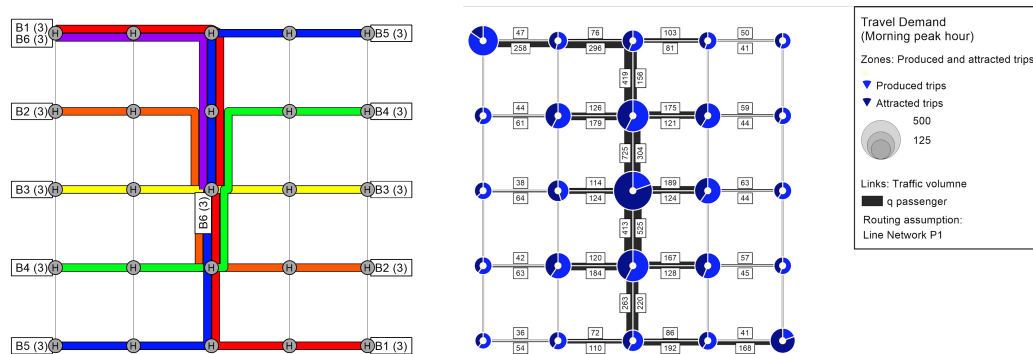 B1 (3)
B6 (3)
H H H H H
B5 (3)
B2 (3)
H H H H H
B4 (3)
B3 (3)
H H H H H
B3 (3)
B6 (3)
B4 (3)
H H H H H
B2 (3)
B5 (3)
H H H H H
B1 (3)
47 76 103 50
258 296 81 41
419 156
44 126 175 59
61 179 121 44
725 304
38 114 189 63
64 124 124 44
413 525
42 120 167 57
63 184 128 45
263 220
36 72 86 41
54 110 192 168
Travel Demand
(Morning peak hour)
Zones: Produced and attracted trips
Produced trips
Attracted trips
500
125
Links: Traffic volumne
q passenger
Routing assumption:
Line Network P1